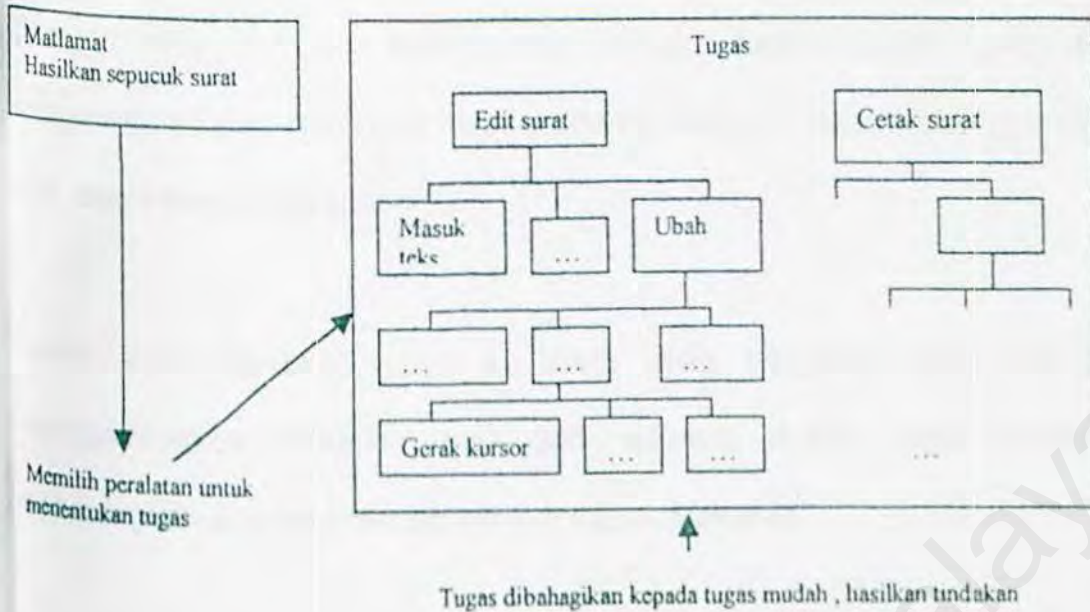 Matlamat
Hasilkan sepucuk surat
Tugas
Edit surat
Cetak surat
Masuk
teks
...
Ubah
...
...
...
Gerak kursor
...
...
...
Memilih peralatan untuk
menentukan tugas
Tugas dibahagikan kepada tugas mudah , hasilkan tindakan